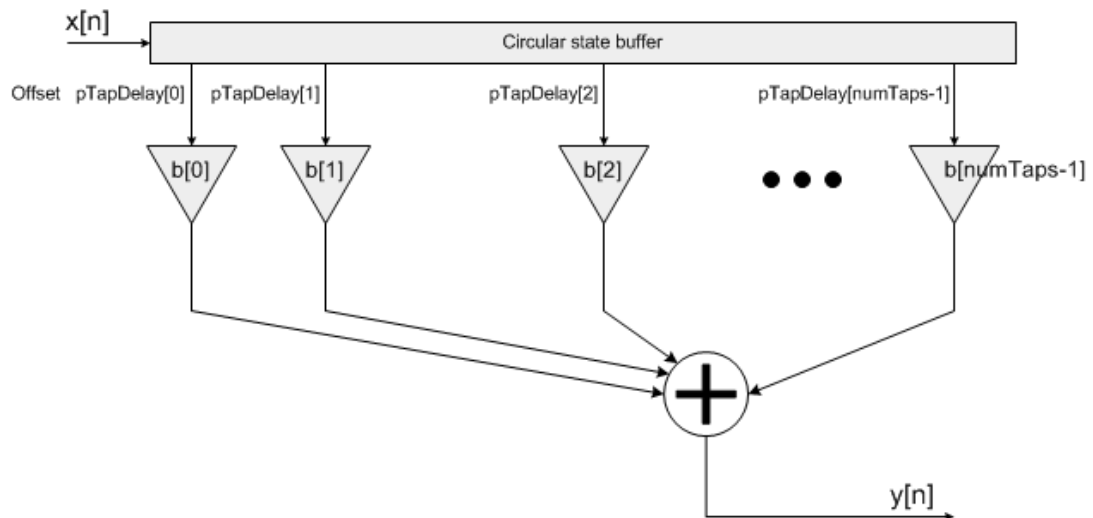 x[n]
Circular state buffer
Offset pTapDelay[0] pTapDelay[1] pTapDelay[2] pTapDelay[numTaps-1]
b[0] b[1] b[2] b[numTaps-1]
y[n]